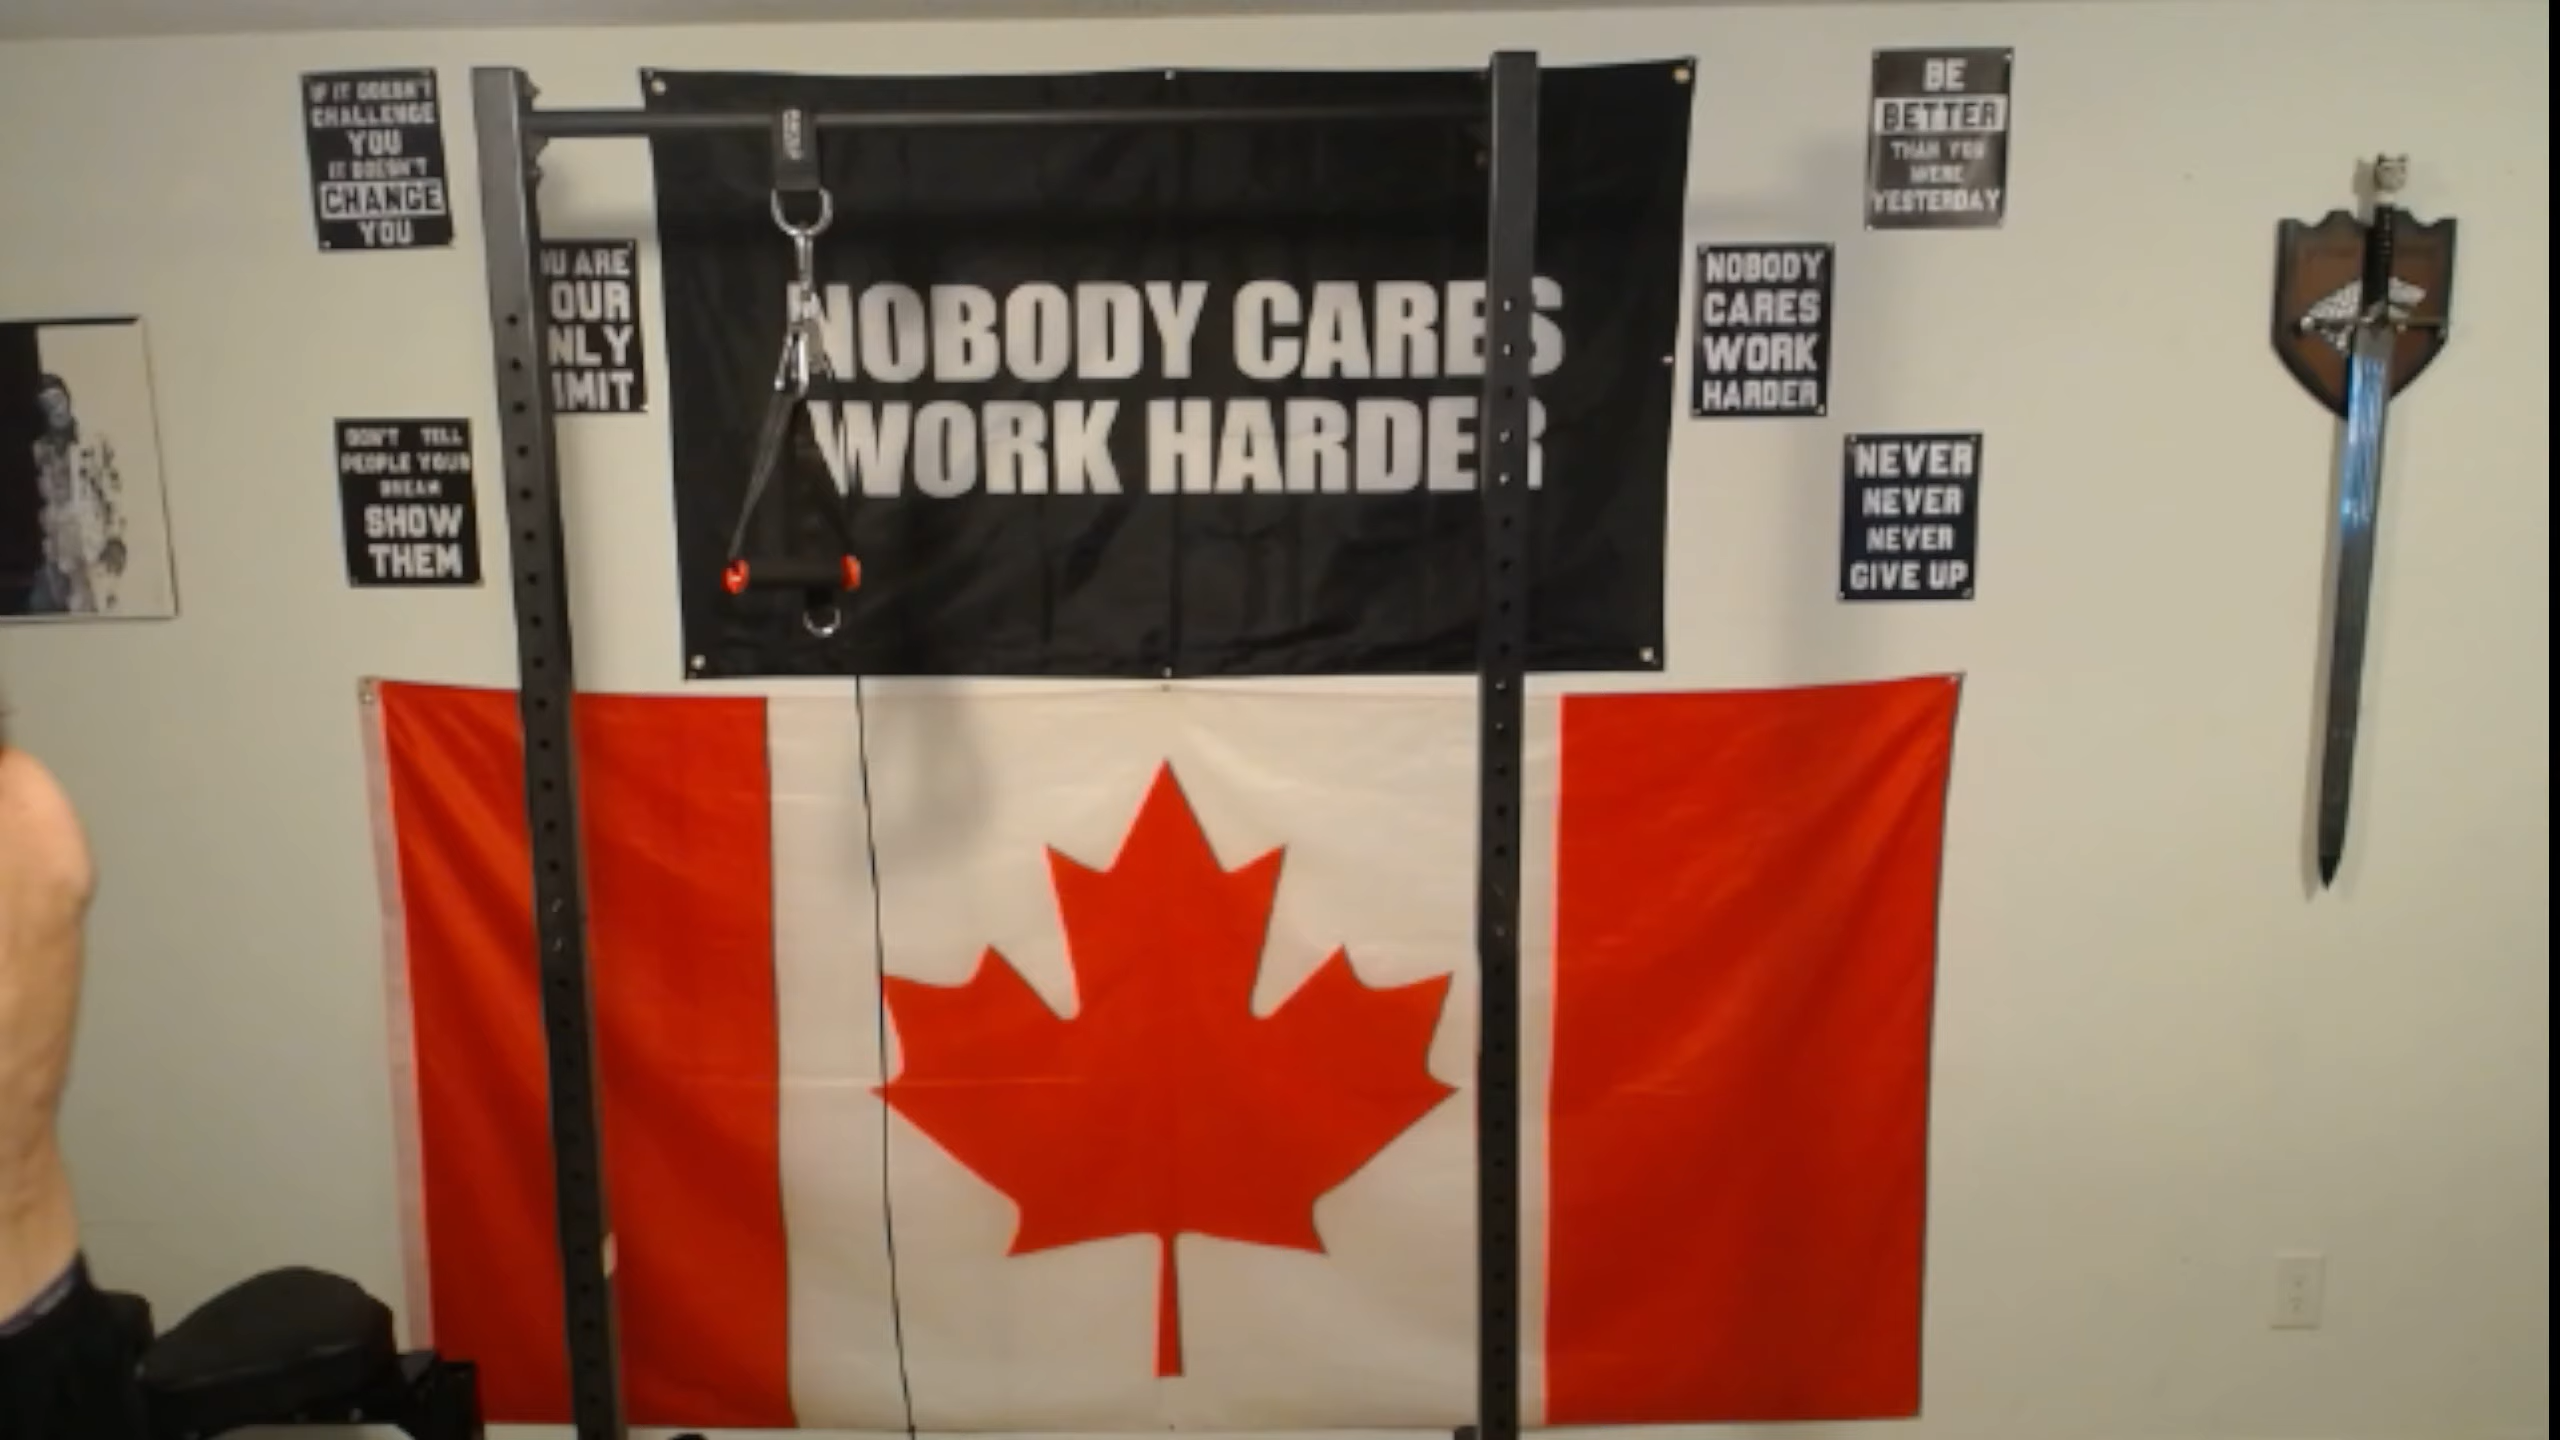 IF IT DOESN'T
CHALLENGE
YOU
IT DOESN'T
CHANGE
YOU
OU ARE
OUR
NLY
IMIT
DON'T TELL
PEOPLE YOUR
DREAM
SHOW
THEM
NOBODY CARES
WORK HARDER
NOBODY
CARES
WORK
HARDER
BE
BETTER
THAN YOU
WERE
YESTERDAY
NEVER
NEVER
NEVER
GIVE UP